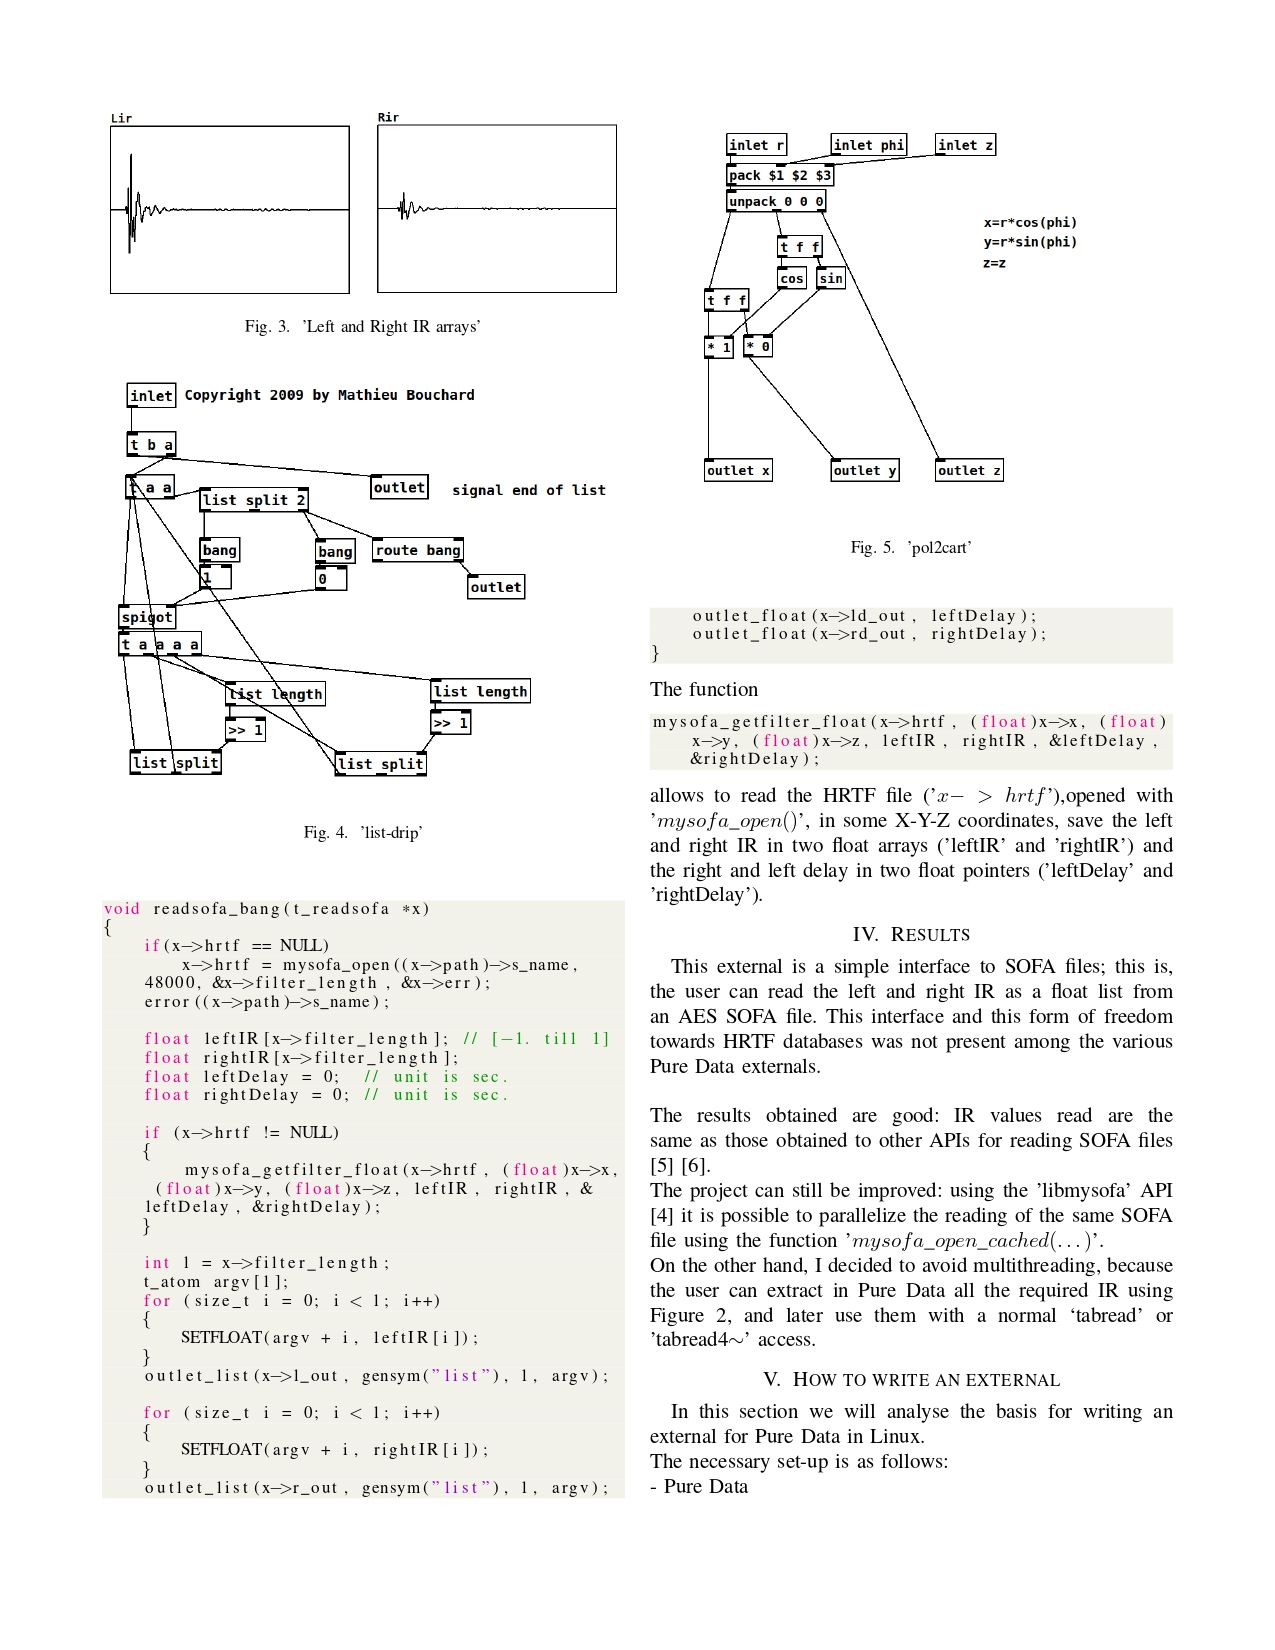 Lir
Rir
Fig. 3. 'Left and Right IR arrays'
inlet
Copyright 2009 by Mathieu Bouchard
t b a
t a a
list split 2
outlet
signal end of list
bang
bang
route bang
1
0
outlet
spigot
t a a a a
list length
list length
>> 1
>> 1
list split
list split
Fig. 4. 'list-drip'
void readsofa_bang(t_readsofa *x)
{
if(x->hrtf == NULL)
x->hrtf = mysofa_open((x->path)->s_name,
48000, &x->filter_length, &x->err);
error((x->path)->s_name);
float leftIR[x->filter_length]; // [-1. till 1]
float rightIR[x->filter_length];
float leftDelay = 0; // unit is sec.
float rightDelay = 0; // unit is sec.
if (x->hrtf != NULL)
{
mysofa_getfilter_float(x->hrtf, (float)x->x,
(float)x->y, (float)x->z, leftIR, rightIR, &
leftDelay, &rightDelay);
}
int l = x->filter_length;
t_atom argv[l];
for (size_t i = 0; i < l; i++)
{
SETFLOAT(argv + i, leftIR[i]);
}
outlet_list(x->l_out, gensym("list"), l, argv);
for (size_t i = 0; i < l; i++)
{
SETFLOAT(argv + i, rightIR[i]);
}
outlet_list(x->r_out, gensym("list"), l, argv);
inlet r
inlet phi
inlet z
pack $1 $2 $3
unpack 0 0 0
x=r*cos(phi)
y=r*sin(phi)
z=z
t f f
cos
sin
t f f
* 1
* 0
outlet x
outlet y
outlet z
Fig. 5. 'pol2cart'
outlet_float(x->ld_out, leftDelay);
outlet_float(x->rd_out, rightDelay);
}
The function
mysofa_getfilter_float(x->hrtf, (float)x->x, (float)
x->y, (float)x->z, leftIR, rightIR, &leftDelay,
&rightDelay);
allows to read the HRTF file ('x− > hrtf'),opened with
'mysofa_open()', in some X-Y-Z coordinates, save the left
and right IR in two float arrays ('leftIR' and 'rightIR') and
the right and left delay in two float pointers ('leftDelay' and
'rightDelay').
IV. RESULTS
This external is a simple interface to SOFA files; this is,
the user can read the left and right IR as a float list from
an AES SOFA file. This interface and this form of freedom
towards HRTF databases was not present among the various
Pure Data externals.
The results obtained are good: IR values read are the
same as those obtained to other APIs for reading SOFA files
[5] [6].
The project can still be improved: using the 'libmysofa' API
[4] it is possible to parallelize the reading of the same SOFA
file using the function 'mysofa_open_cached(...)'.
On the other hand, I decided to avoid multithreading, because
the user can extract in Pure Data all the required IR using
Figure 2, and later use them with a normal ‘tabread’ or
'tabread4∼' access.
V. HOW TO WRITE AN EXTERNAL
In this section we will analyse the basis for writing an
external for Pure Data in Linux.
The necessary set-up is as follows:
- Pure Data